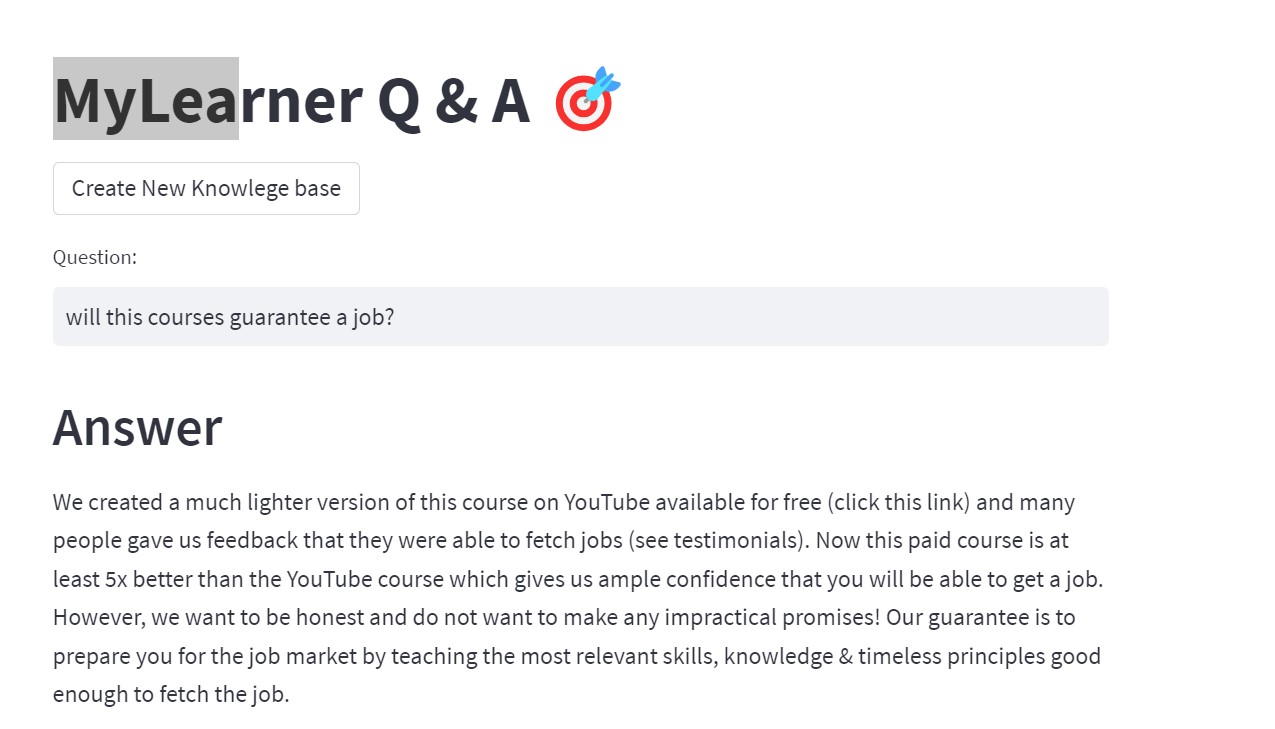 MyLearner Q & A 🎯
Create New Knowlege base
Question:
will this courses guarantee a job?
Answer
We created a much lighter version of this course on YouTube available for free (click this link) and many
people gave us feedback that they were able to fetch jobs (see testimonials). Now this paid course is at
least 5x better than the YouTube course which gives us ample confidence that you will be able to get a job.
However, we want to be honest and do not want to make any impractical promises! Our guarantee is to
prepare you for the job market by teaching the most relevant skills, knowledge & timeless principles good
enough to fetch the job.